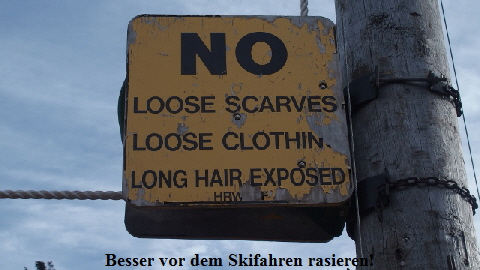 NO
LOOSE SCARVES
LOOSE CLOTHIN
LONG HAIR EXPOSED
Besser vor dem Skifahren rasieren!